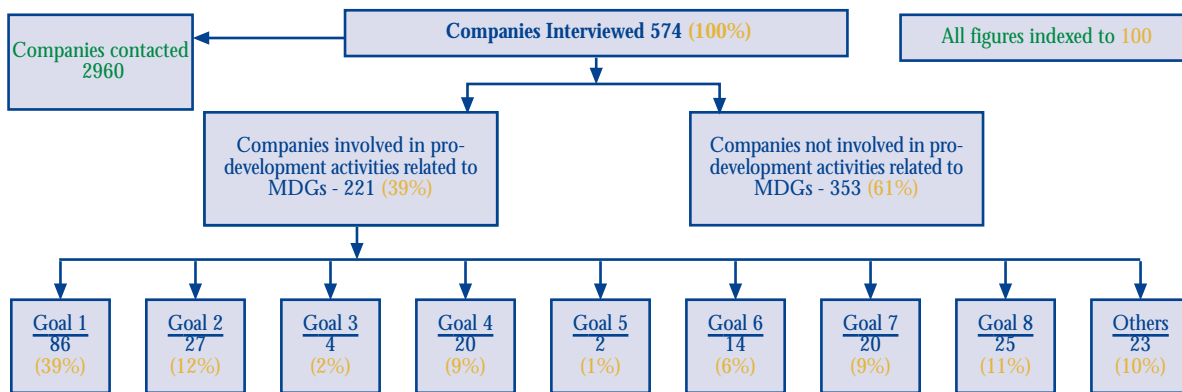 Companies contacted
2960
Companies Interviewed 574 (100%)
All figures indexed to 100
Companies involved in pro-
development activities related to
MDGs - 221 (39%)
Companies not involved in pro-
development activities related to
MDGs - 353 (61%)
Goal 1
86
(39%)
Goal 2
27
(12%)
Goal 3
4
(2%)
Goal 4
20
(9%)
Goal 5
2
(1%)
Goal 6
14
(6%)
Goal 7
20
(9%)
Goal 8
25
(11%)
Others
23
(10%)